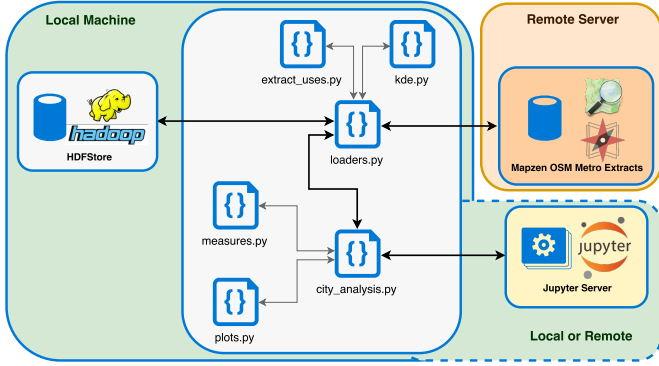 Local Machine
Remote Server
{}
{}
extract_uses.py
kde.py
hadoop
HDFStore
{}
loaders.py
Mapzen OSM Metro Extracts
{}
measures.py
{}
city_analysis.py
jupyter
Jupyter Server
{}
plots.py
Local or Remote